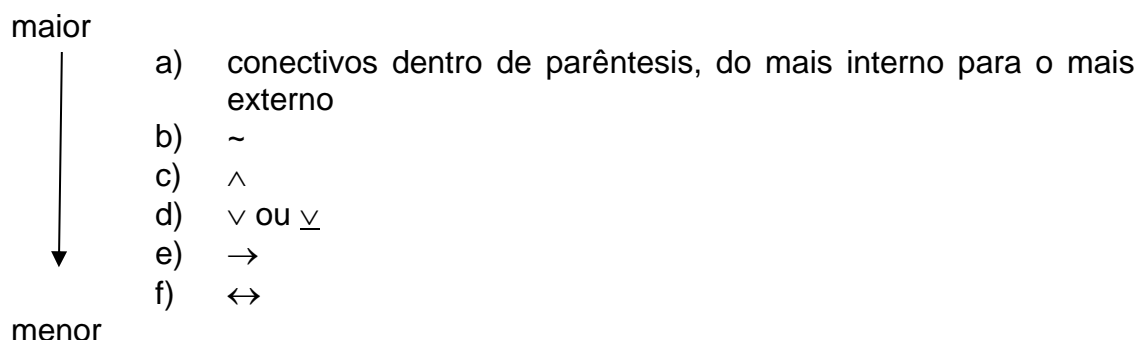 maior
a) conectivos dentro de parêntesis, do mais interno para o mais
externo
b) ~
c) ∧
d) ∨ ou ⊻
e) →
f) ↔
menor